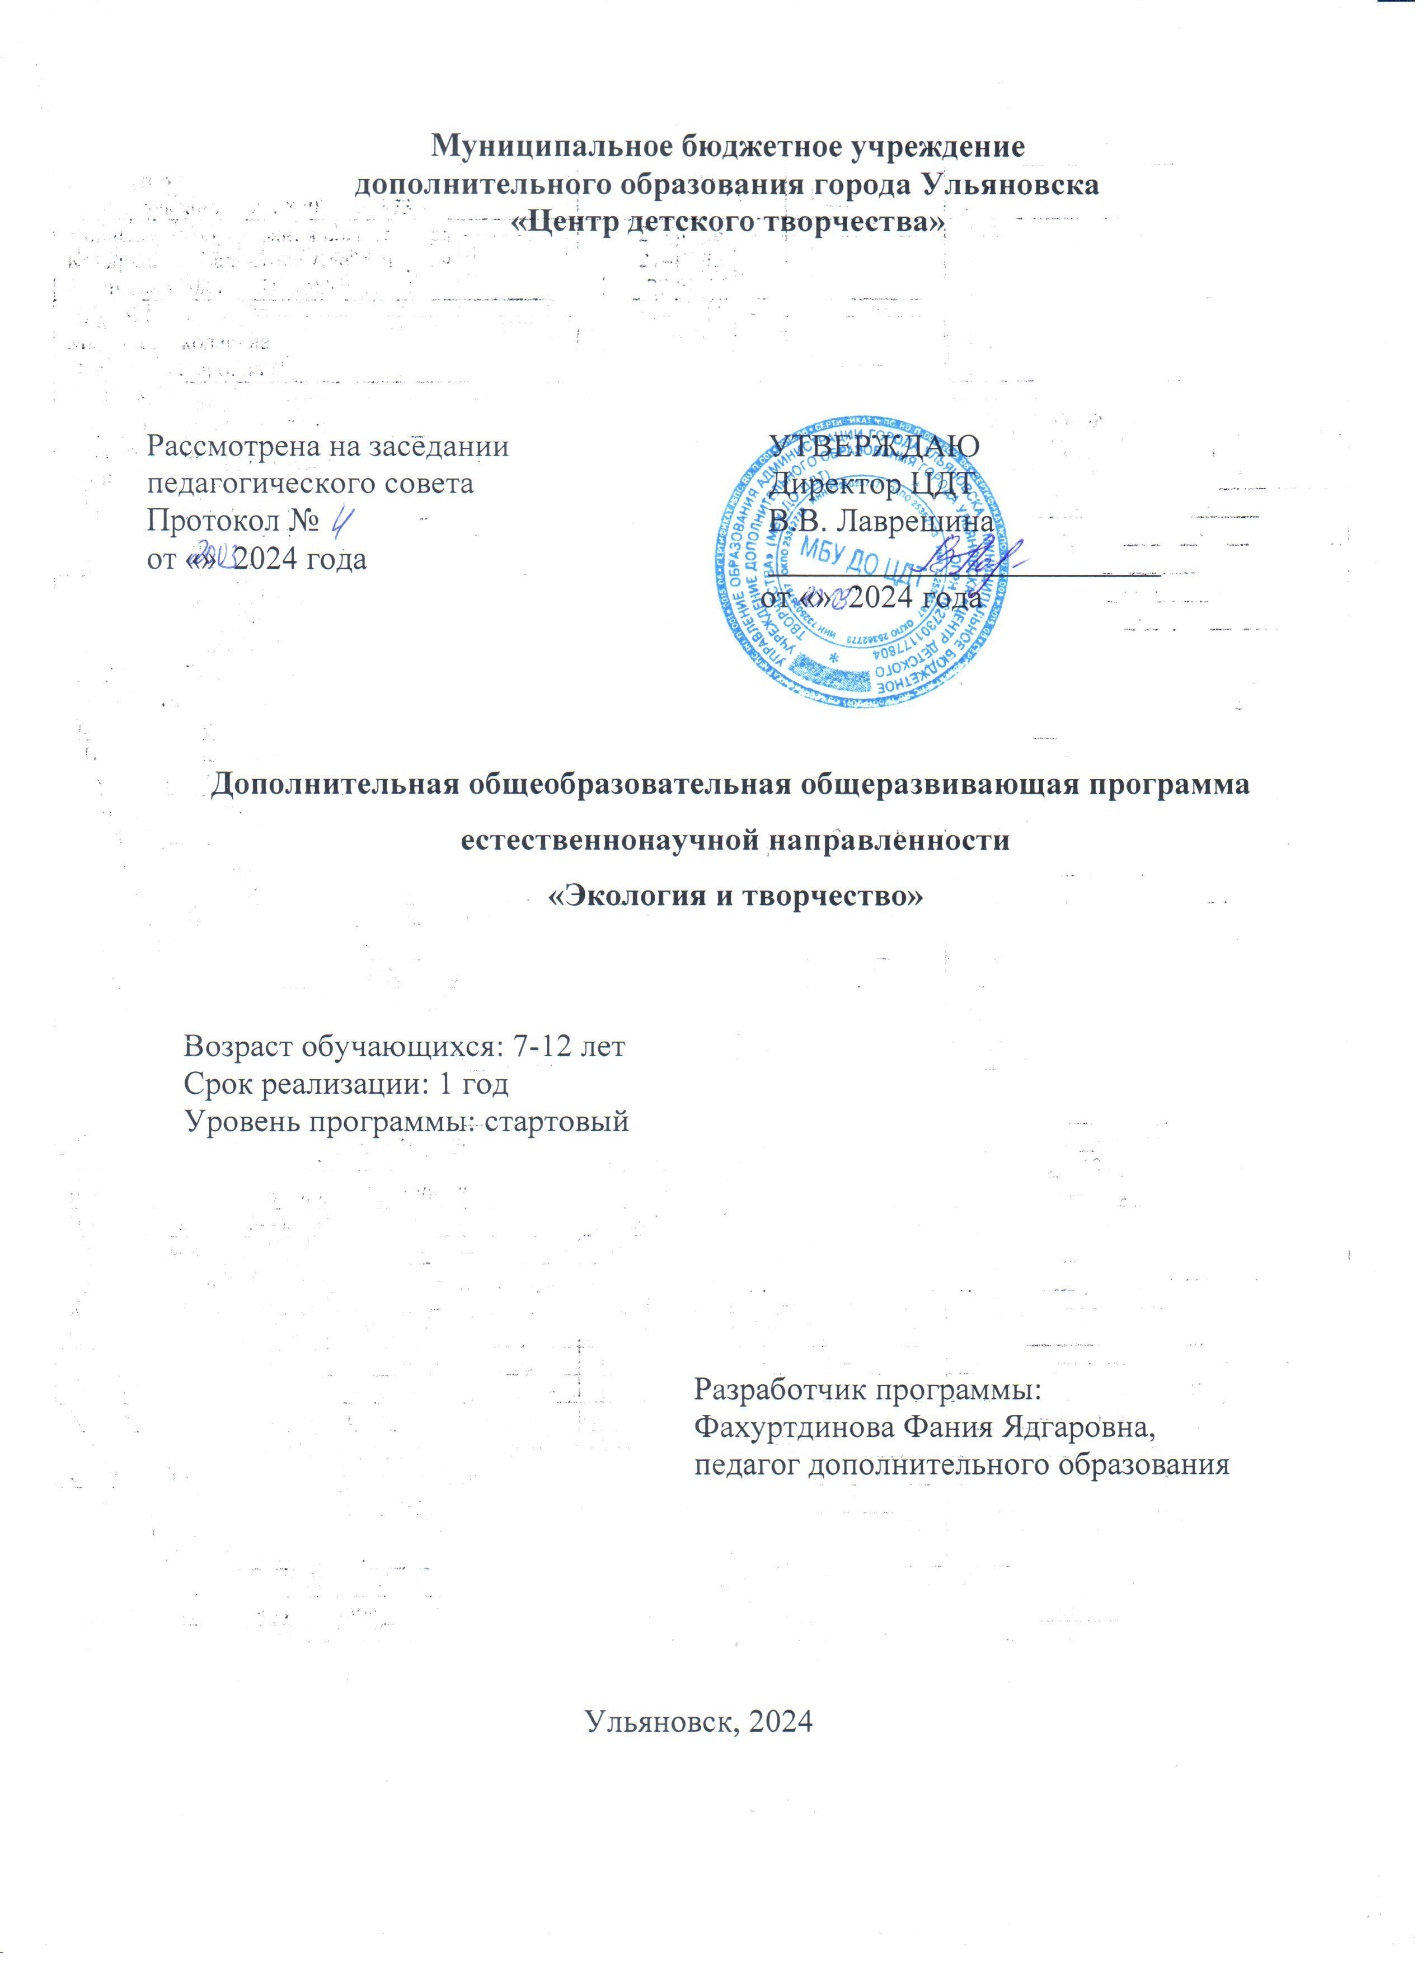 Муниципальное бюджетное учреждение
дополнительного образования города Ульяновска
«Центр детского творчества»
Рассмотрена на заседании
педагогического совета
Протокол № 4
от «» 2024 года
УТВЕРЖДАЮ
Директор ЦДТ
В.В. Лаврешина
от «» 2024 года
МБУ ДО ЦДТ
Дополнительная общеобразовательная общеразвивающая программа
естественнонаучной направленности
«Экология и творчество»
Возраст обучающихся: 7-12 лет
Срок реализации: 1 год
Уровень программы: стартовый
Разработчик программы:
Фахуртдинова Фания Ядгаровна,
педагог дополнительного образования
Ульяновск, 2024